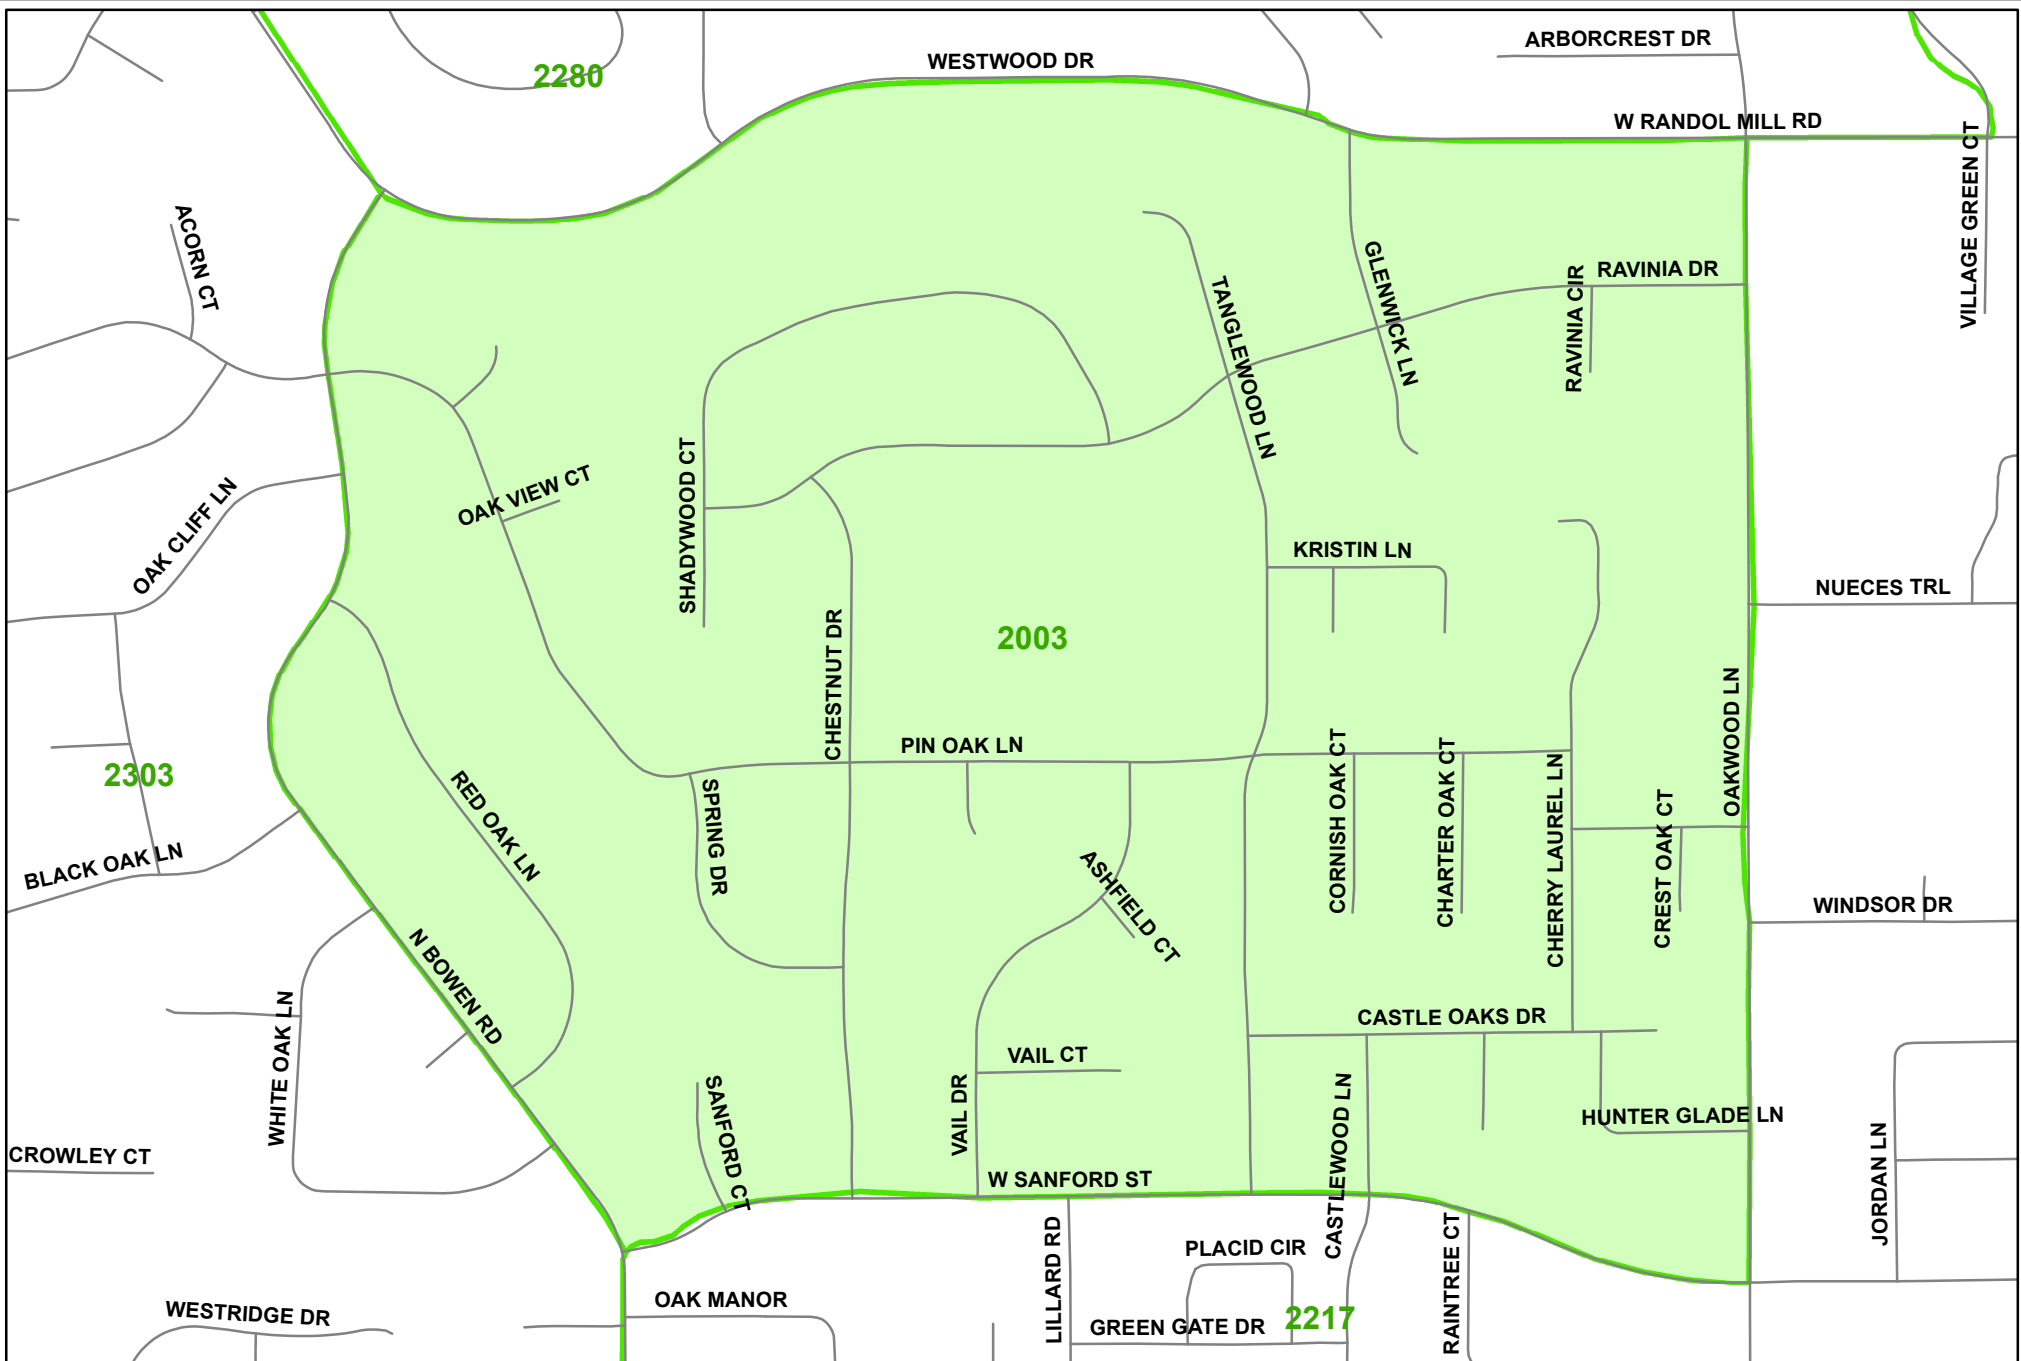 ARBORCREST DR
WESTWOOD DR
2280
W RANDOL MILL RD
VILLAGE GREEN CT
ACORN CT
GLENWICK LN
RAVINIA DR
RAVINIA CIR
TANGLEWOOD LN
SHADYWOOD CT
OAK VIEW CT
OAK CLIFF LN
KRISTIN LN
NUECES TRL
2003
CHESTNUT DR
OAKWOOD LN
PIN OAK LN
2303
CORNISH OAK CT
CHARTER OAK CT
CHERRY LAUREL LN
CREST OAK CT
RED OAK LN
SPRING DR
BLACK OAK LN
ASHFIELD CT
WINDSOR DR
N BOWEN RD
WHITE OAK LN
CASTLE OAKS DR
VAIL CT
VAIL DR
SANFORD CT
CASTLEWOOD LN
HUNTER GLADE LN
JORDAN LN
CROWLEY CT
W SANFORD ST
LILLARD RD
PLACID CIR
RAINTREE CT
OAK MANOR
WESTRIDGE DR
GREEN GATE DR
2217